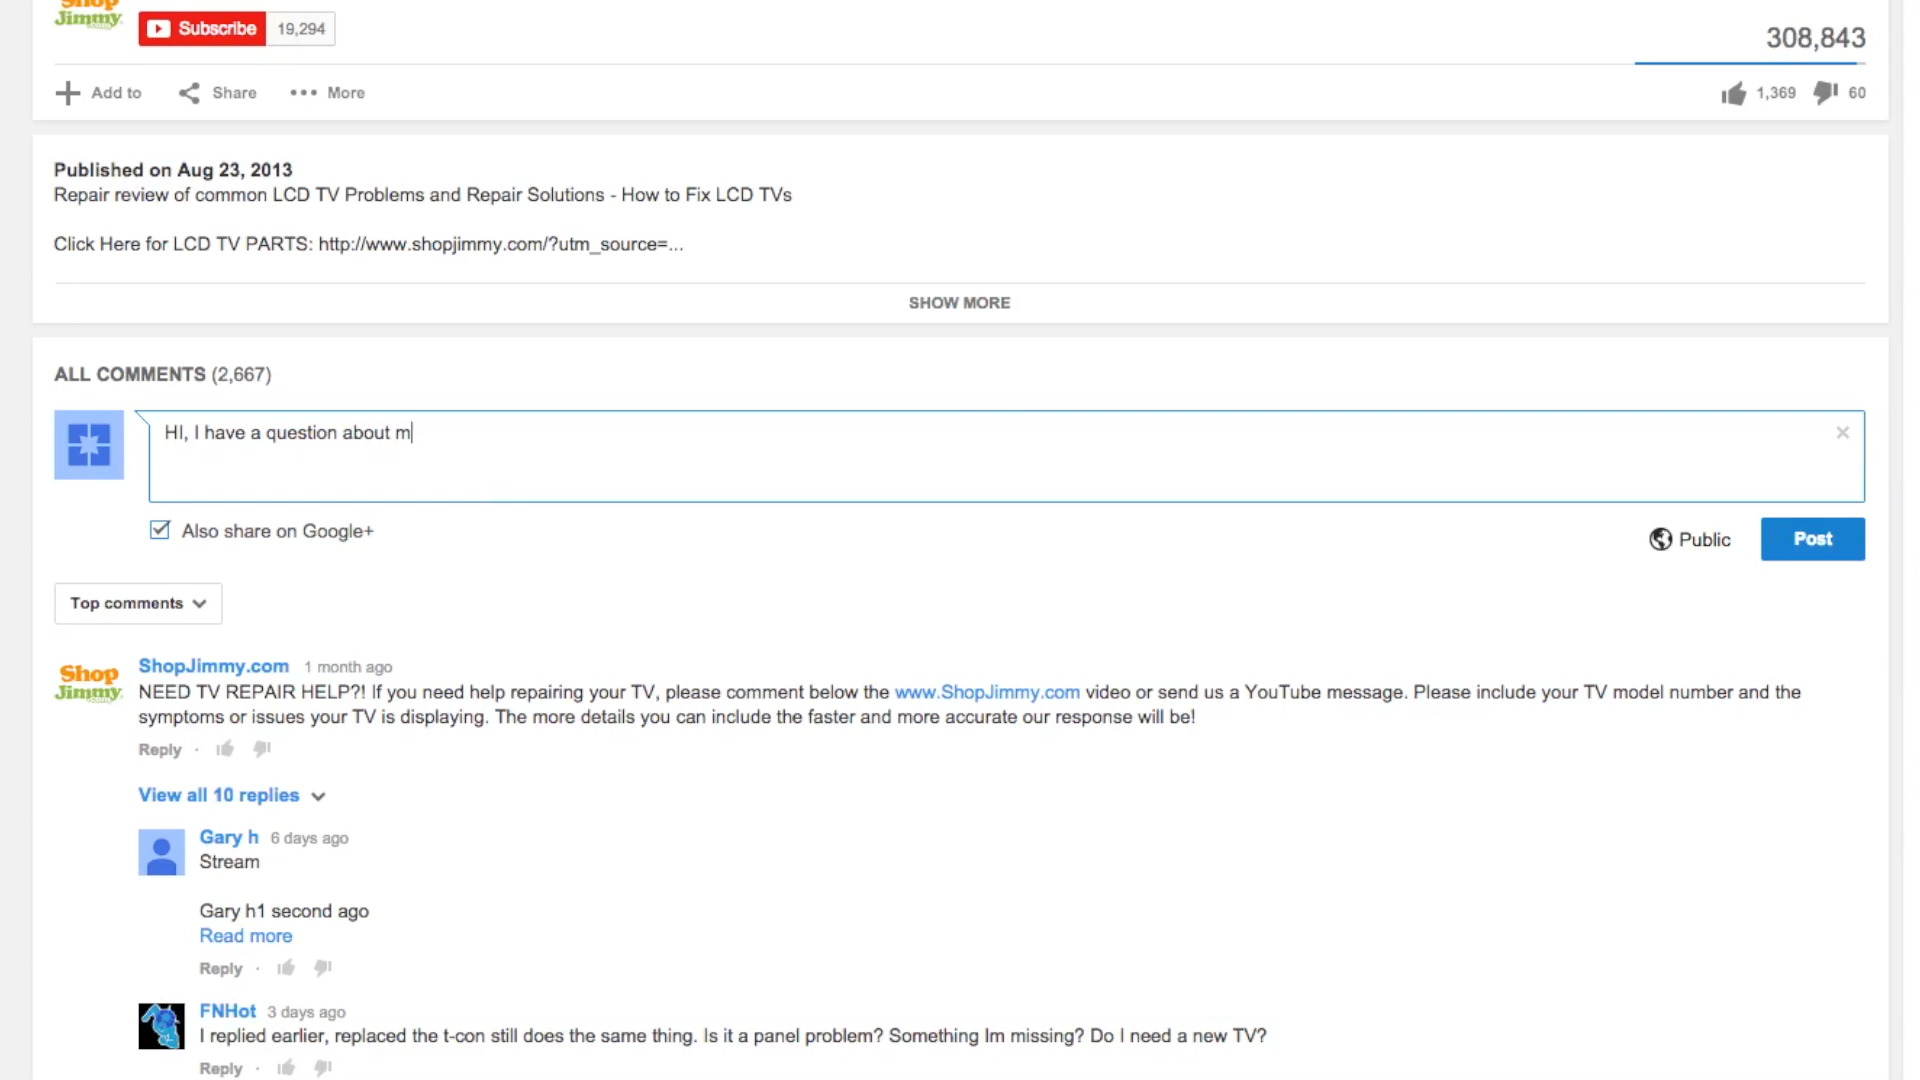 Shop
Jimmy
Subscribe 19,294
308,843
Add to Share More
1,369 60
Published on Aug 23, 2013
Repair review of common LCD TV Problems and Repair Solutions - How to Fix LCD TVs
Click Here for LCD TV PARTS: http://www.shopjimmy.com/?utm_source=...
SHOW MORE
ALL COMMENTS (2,667)
HI, I have a question about m
Also share on Google+
Public Post
Top comments
Shop
Jimmy
ShopJimmy.com 1 month ago
NEED TV REPAIR HELP?! If you need help repairing your TV, please comment below the www.ShopJimmy.com video or send us a YouTube message. Please include your TV model number and the
symptoms or issues your TV is displaying. The more details you can include the faster and more accurate our response will be!
Reply ·
View all 10 replies
Gary h 6 days ago
Stream
Gary h1 second ago
Read more
Reply ·
FNHot 3 days ago
I replied earlier, replaced the t-con still does the same thing. Is it a panel problem? Something Im missing? Do I need a new TV?
Reply ·